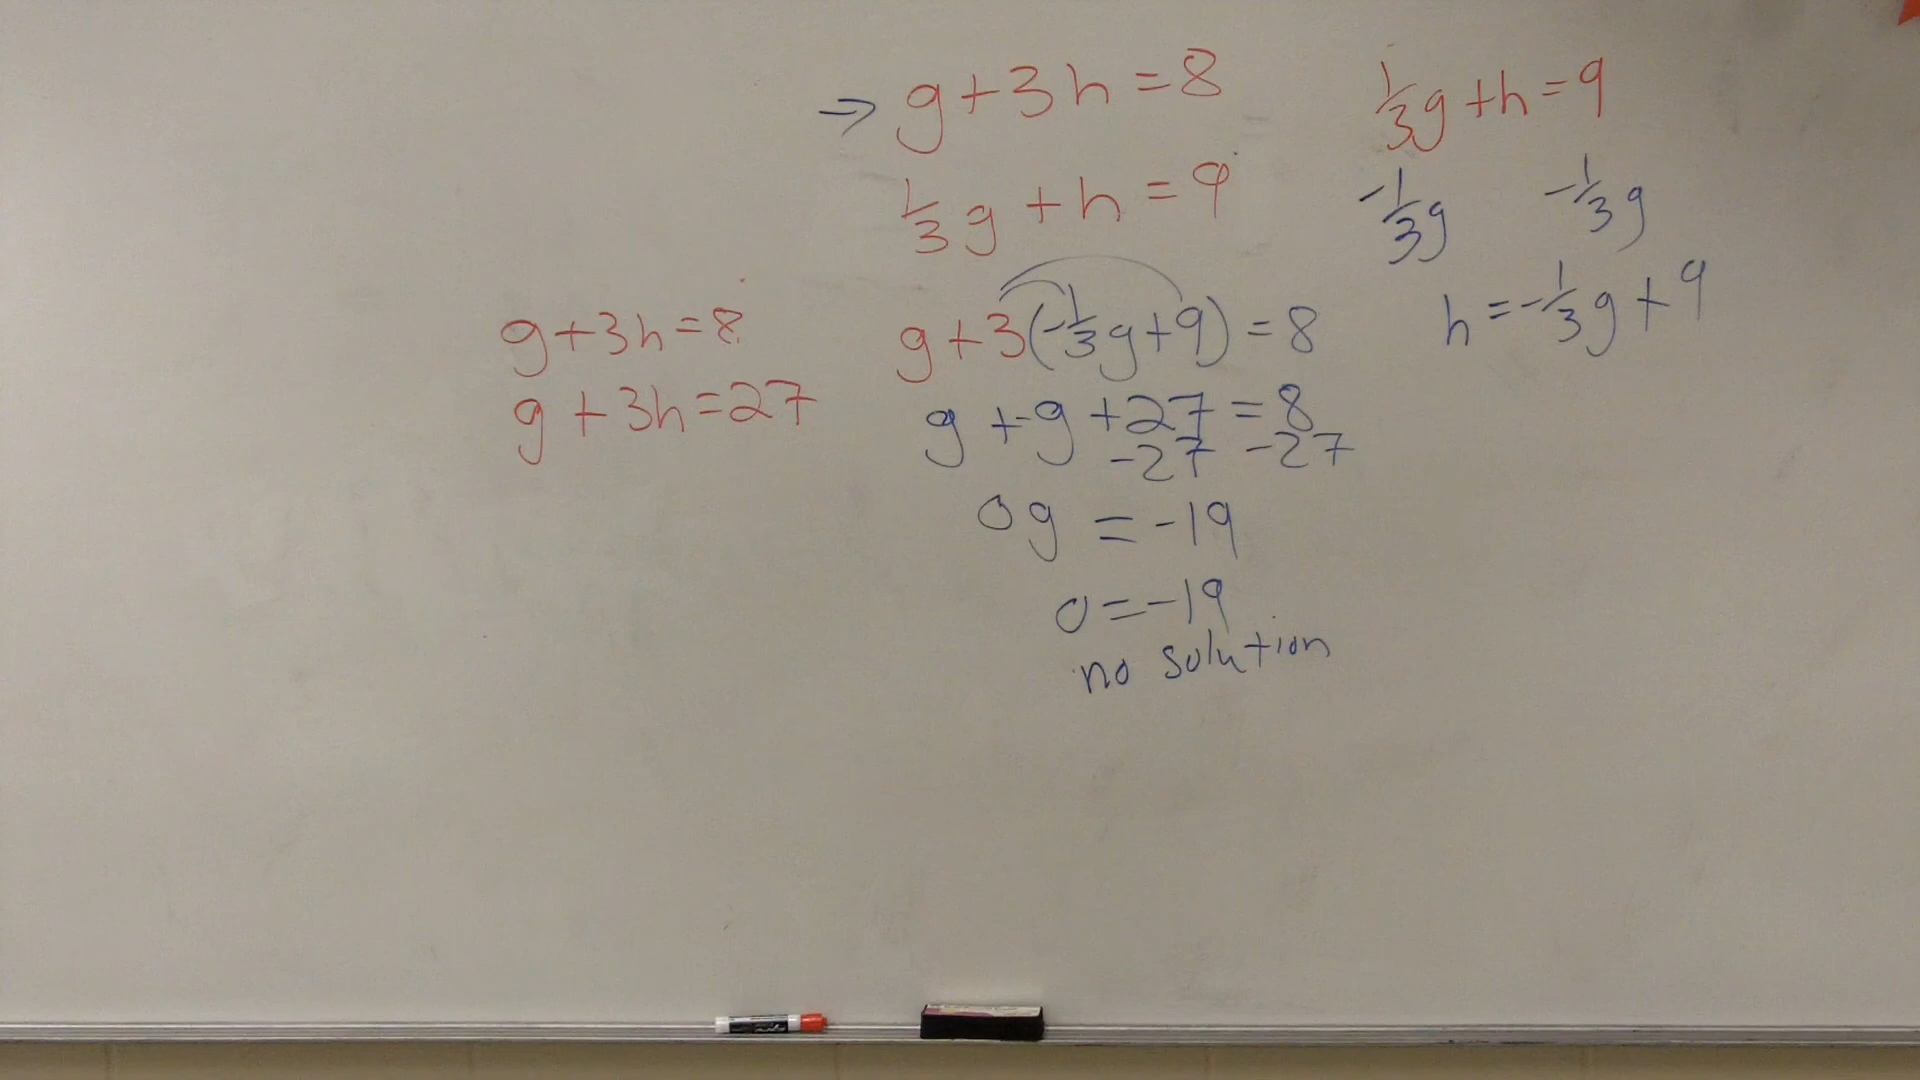 ⇒ g+3h=8
1/3g+h=9
1/3g+h=9
-1/3g -1/3g
h=-1/3g+9
g+3h=8
g+3h=27
g+3(-1/3g+9)=8
g+-g+27=8
-27 -27
0g=-19
0=-19
no solution